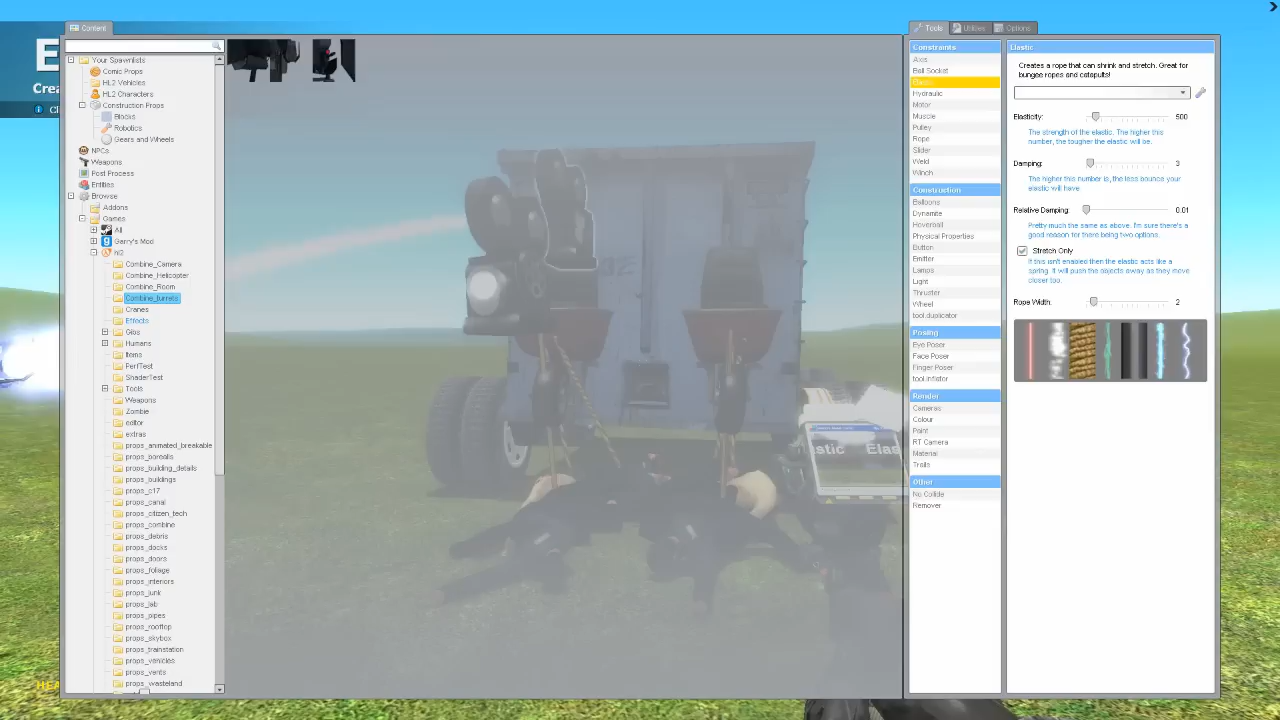 Content
Your Spawnlists
Comic Props
HL2 Vehicles
HL2 Characters
Construction Props
Blocks
Robotics
Gears and Wheels
NPCs
Weapons
Post Process
Entities
Browse
Addons
Games
All
Garry's Mod
hl2
Combine_Camera
Combine_Helicopter
Combine_Room
Combine_turrets
Cranes
Effects
Gibs
Humans
Items
PerfTest
ShaderTest
Tools
Weapons
Zombie
editor
extras
props_animated_breakable
props_borealis
props_building_details
props_buildings
props_c17
props_canal
props_citizen_tech
props_combine
props_debris
props_docks
props_doors
props_foliage
props_interiors
props_junk
props_lab
props_pipes
props_rooftop
props_skybox
props_trainstation
props_vehicles
props_vents
props_wasteland
Tools
Utilities
Options
Constraints
Axis
Ball Socket
Elastic
Hydraulic
Motor
Muscle
Pulley
Rope
Slider
Weld
Winch
Construction
Balloons
Dynamite
Hoverball
Physical Properties
Button
Emitter
Lamps
Light
Thruster
Wheel
tool.duplicator
Posing
Eye Poser
Face Poser
Finger Poser
tool.inflator
Render
Cameras
Colour
Paint
RT Camera
Material
Trails
Other
No Collide
Remover
Elastic
Creates a rope that can shrink and stretch. Great for
bungee ropes and catapults!
Elasticity: 500
The strength of the elastic. The higher this
number, the tougher the elastic will be.
Damping: 3
The higher this number is, the less bounce your
elastic will have
Relative Damping: 0.01
Pretty much the same as above. I'm sure there's a
good reason for there being two options.
Stretch Only
If this isn't enabled then the elastic acts like a
spring. It will push the objects away as they move
closer too.
Rope Width: 2
E
Crea
stic Elas
HEA